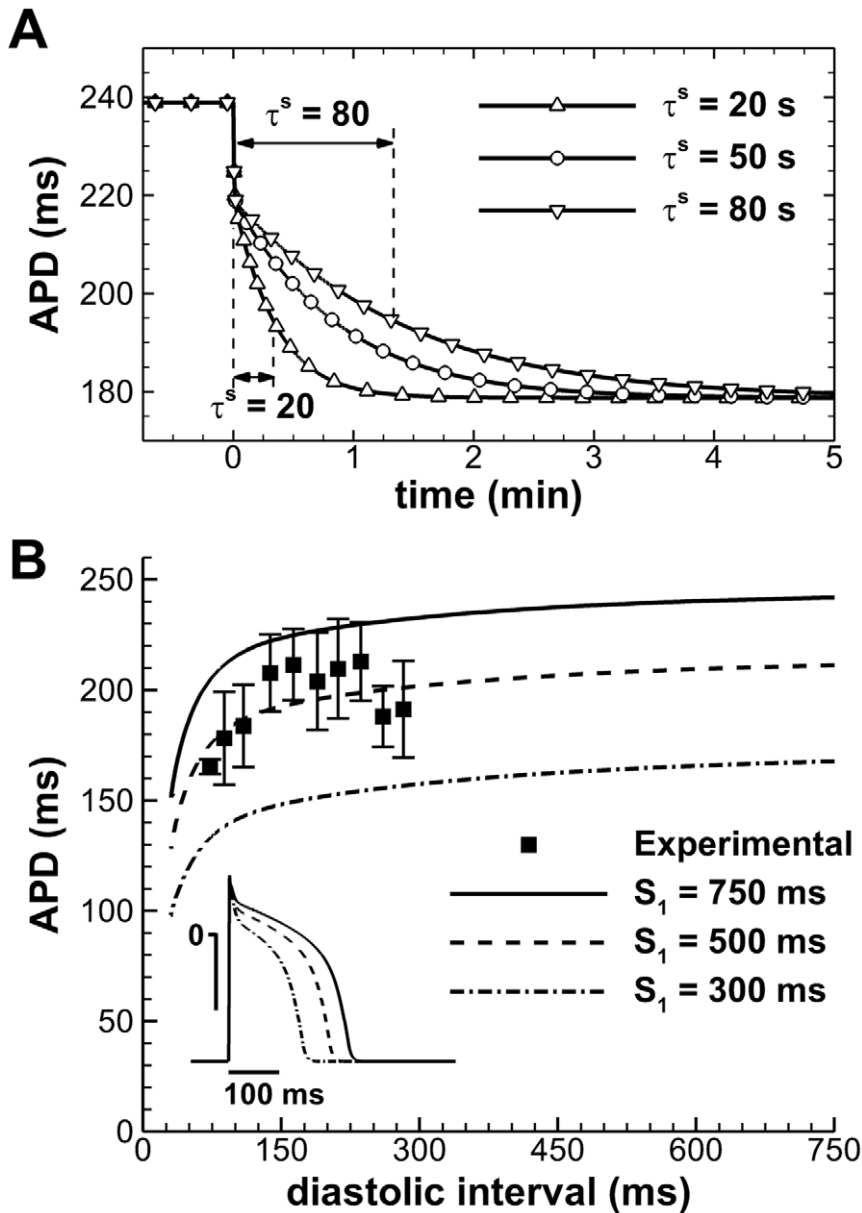 A
240
220
200
180
APD (ms)
τˢ = 80
τˢ = 20
τˢ = 20 s
τˢ = 50 s
τˢ = 80 s
0 1 2 3 4 5
time (min)
B
250
200
150
100
50
0
APD (ms)
Experimental
S₁ = 750 ms
S₁ = 500 ms
S₁ = 300 ms
0
100 ms
0 150 300 450 600 750
diastolic interval (ms)